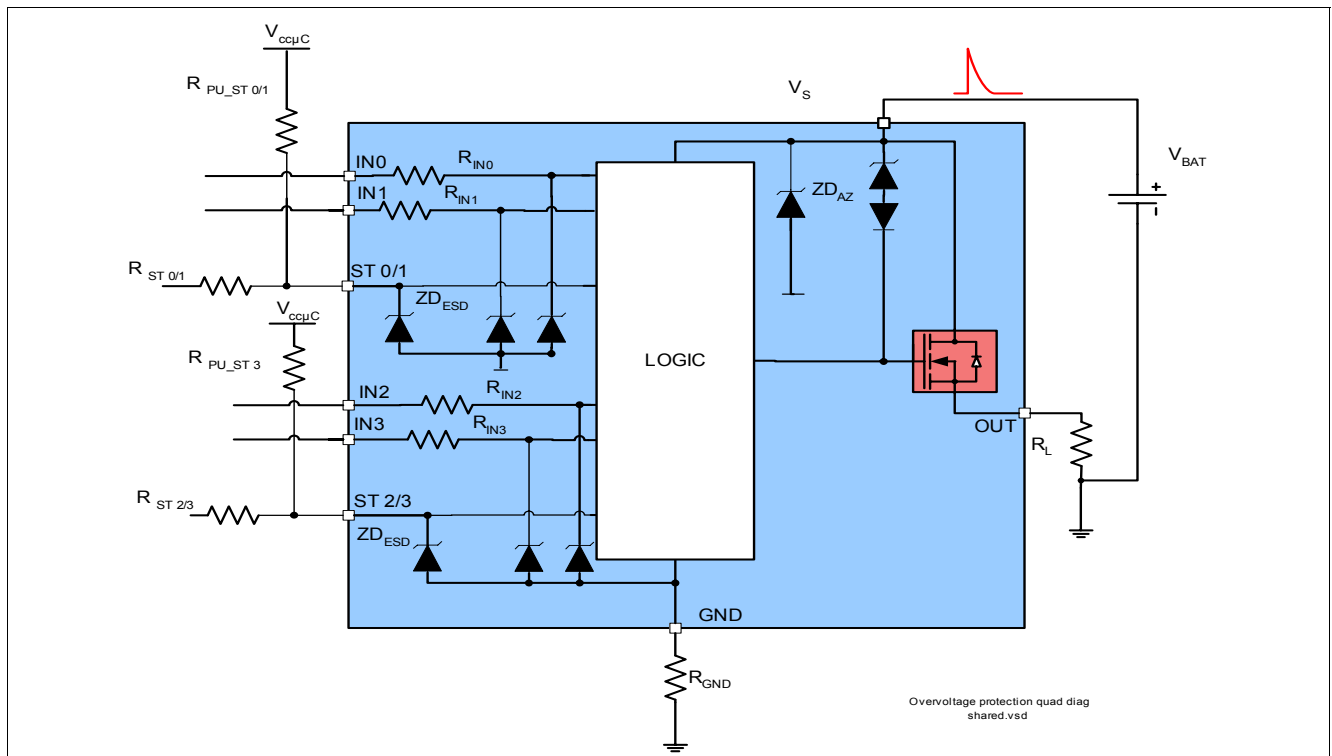 VccµC
R PU_ST 0/1
VS
VBAT
+
-
IN0
RIN0
IN1
RIN1
R ST 0/1
ST 0/1
ZDESD
ZDAZ
VccµC
R PU_ST 3
LOGIC
IN2
RIN2
IN3
RIN3
OUT
RL
R ST 2/3
ST 2/3
ZDESD
GND
RGND
Overvoltage protection quad diag
shared.vsd